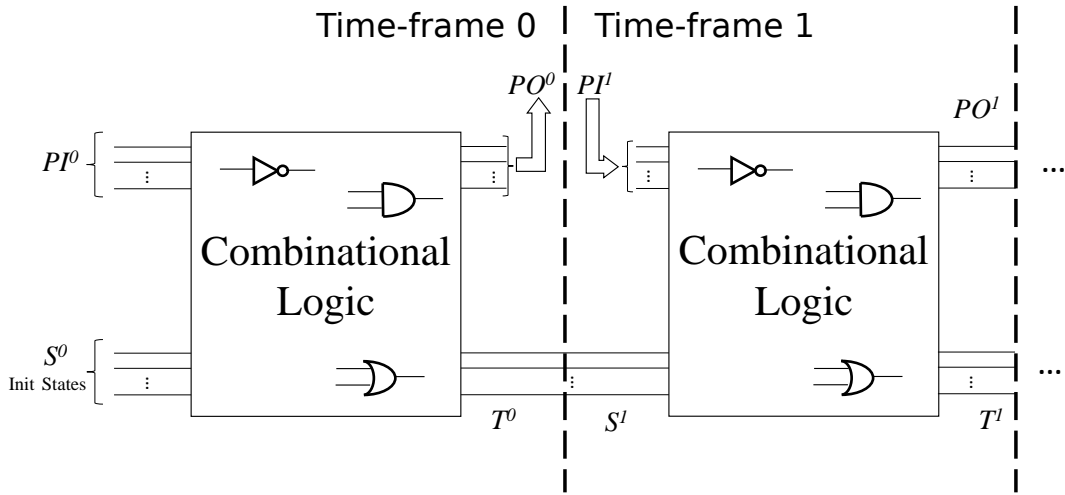 Time-frame 0
Time-frame 1
PO⁰
PI¹
PO¹
PI⁰
...
...
...
...
...
Combinational
Logic
Combinational
Logic
S⁰
Init States
...
...
...
...
T⁰
S¹
T¹